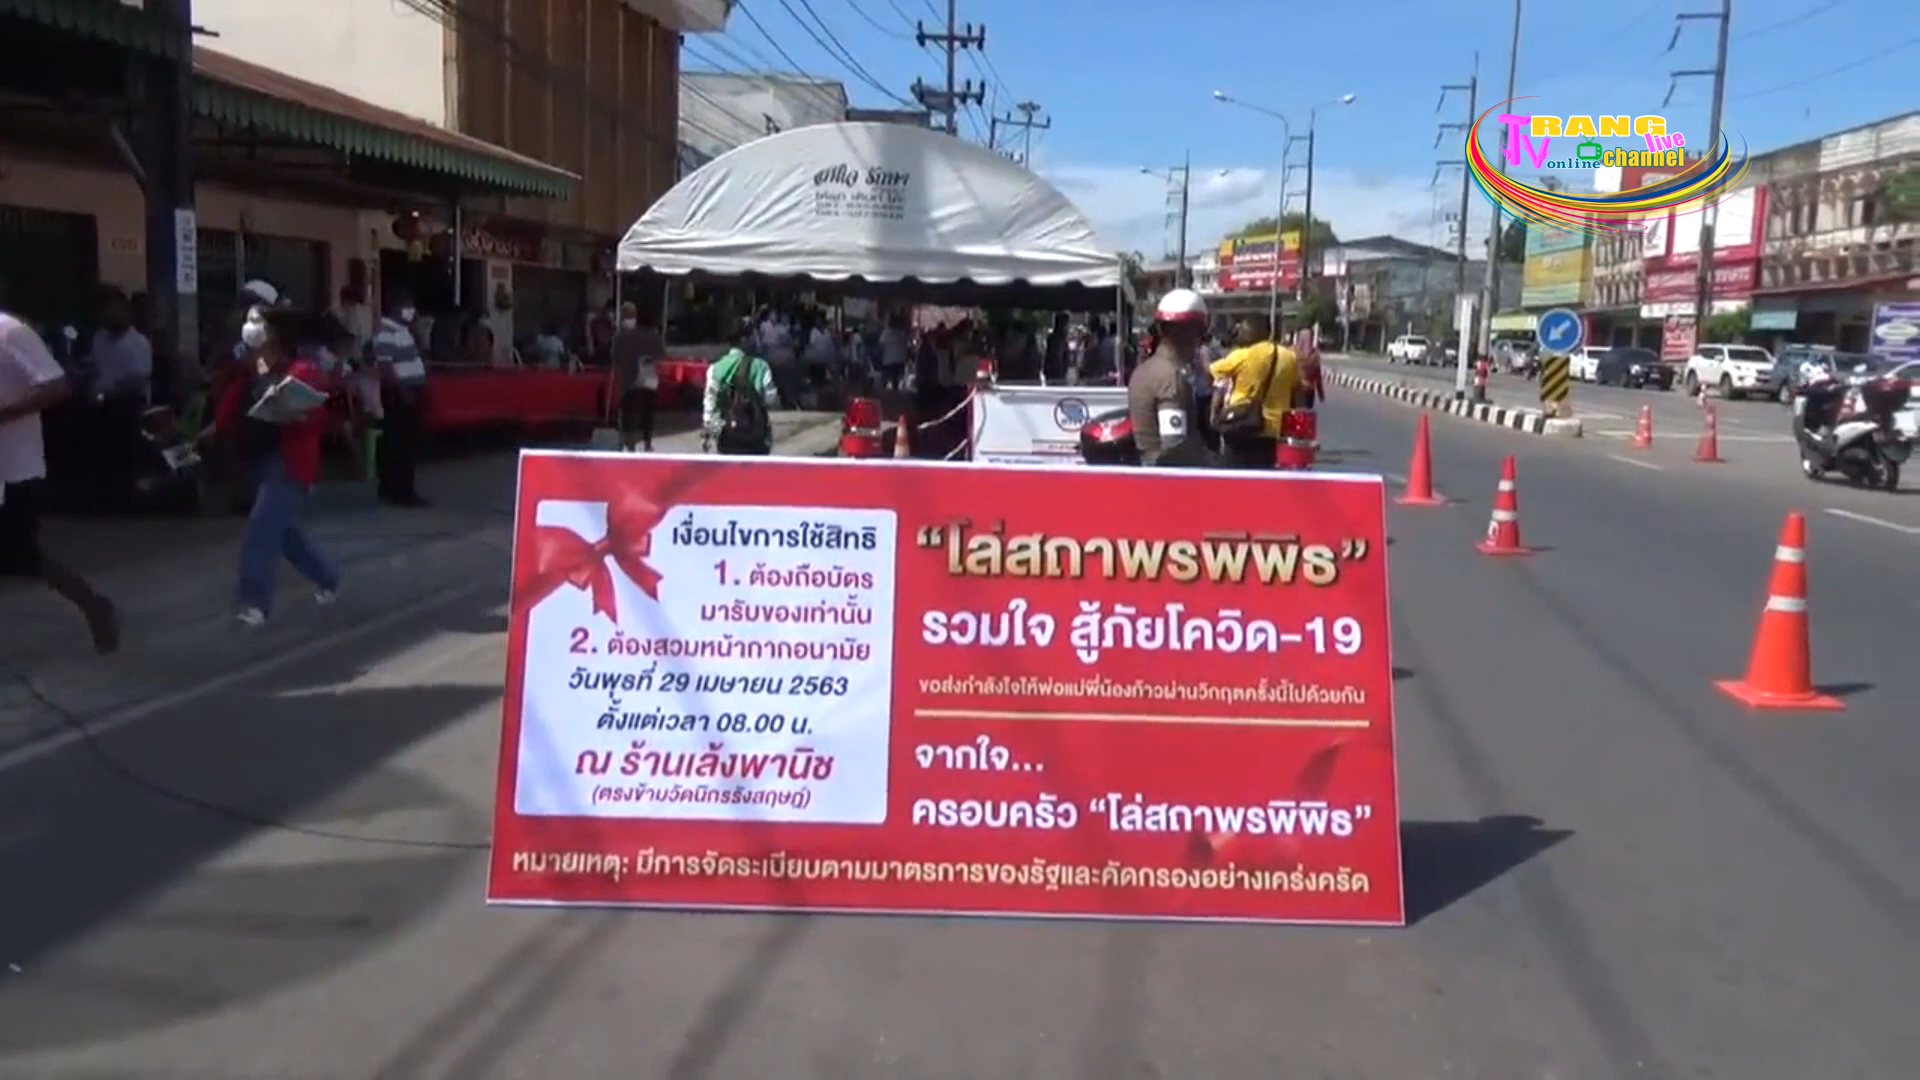 TRANG
TV online channel live
สุกใจ รักษา
เงื่อนไขการใช้สิทธิ
1. ต้องถือบัตร
มารับของเท่านั้น
2. ต้องสวมหน้ากากอนามัย
วันพุธที่ 29 เมษายน 2563
ตั้งแต่เวลา 08.00 น.
ณ ร้านเล้งพานิช
(ตรงข้ามวัดนิกรรังสฤษฎ์)
“โล่สถาพรพิพิธ”
รวมใจ สู้ภัยโควิด-19
ขอส่งกำลังใจให้พ่อแม่พี่น้องก้าวผ่านวิกฤตครั้งนี้ไปด้วยกัน
จากใจ...
ครอบครัว “โล่สถาพรพิพิธ”
หมายเหตุ: มีการจัดระเบียบตามมาตรการของรัฐและคัดกรองอย่างเคร่งครัด